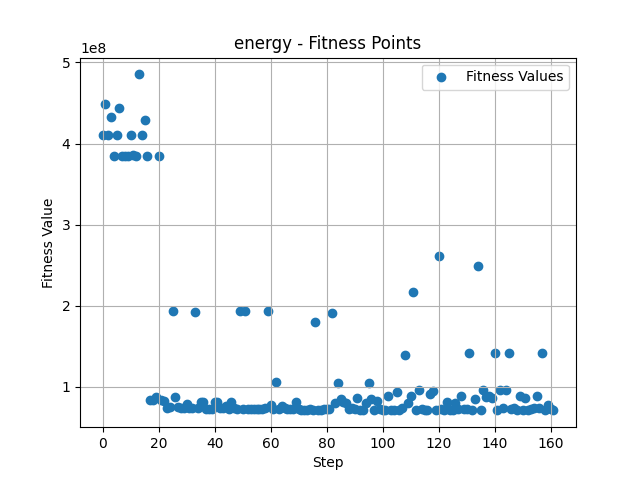 energy - Fitness Points
1e8
Fitness Values
5
4
3
2
1
Fitness Value
0 20 40 60 80 100 120 140 160
Step